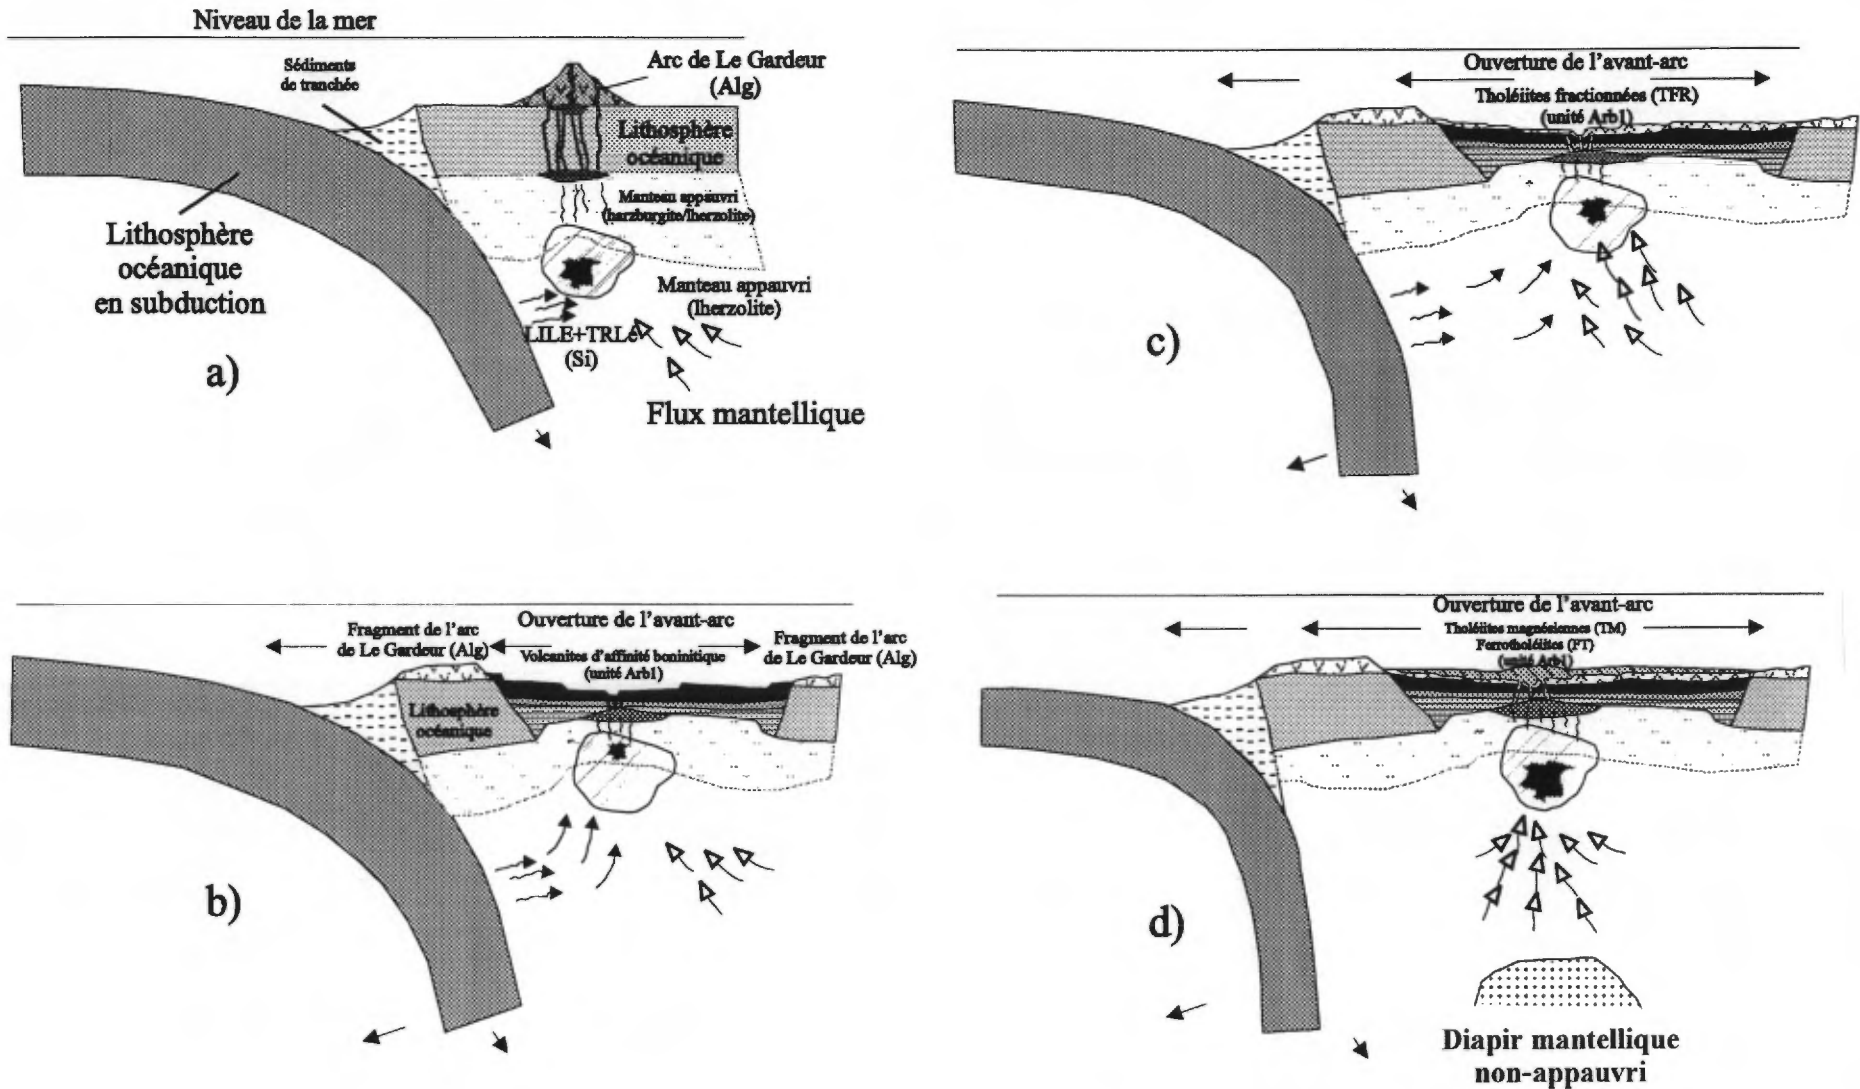 Niveau de la mer
Sédiments
de tranchée
Arc de Le Gardeur
(Alg)
Lithosphère
océanique
Manteau appauvri
(harzburgite/lherzolite)
Lithosphère
océanique
en subduction
Manteau appauvri
(lherzolite)
LILE+TRLé
(Si)
a)
Flux mantellique
Ouverture de l'avant-arc
Fragment de l'arc
de Le Gardeur (Alg)
Volcanites d'affinité boninitique
(unité Arb1)
Fragment de l'arc
de Le Gardeur (Alg)
Lithosphère
océanique
b)
Ouverture de l'avant-arc
Tholéiites fractionnées (TFR)
(unité Arb1)
c)
Ouverture de l'avant-arc
Tholéiites magnésiennes (TM)
Ferrotholéiites (FT)
(unité Arb1)
d)
Diapir mantellique
non-appauvri